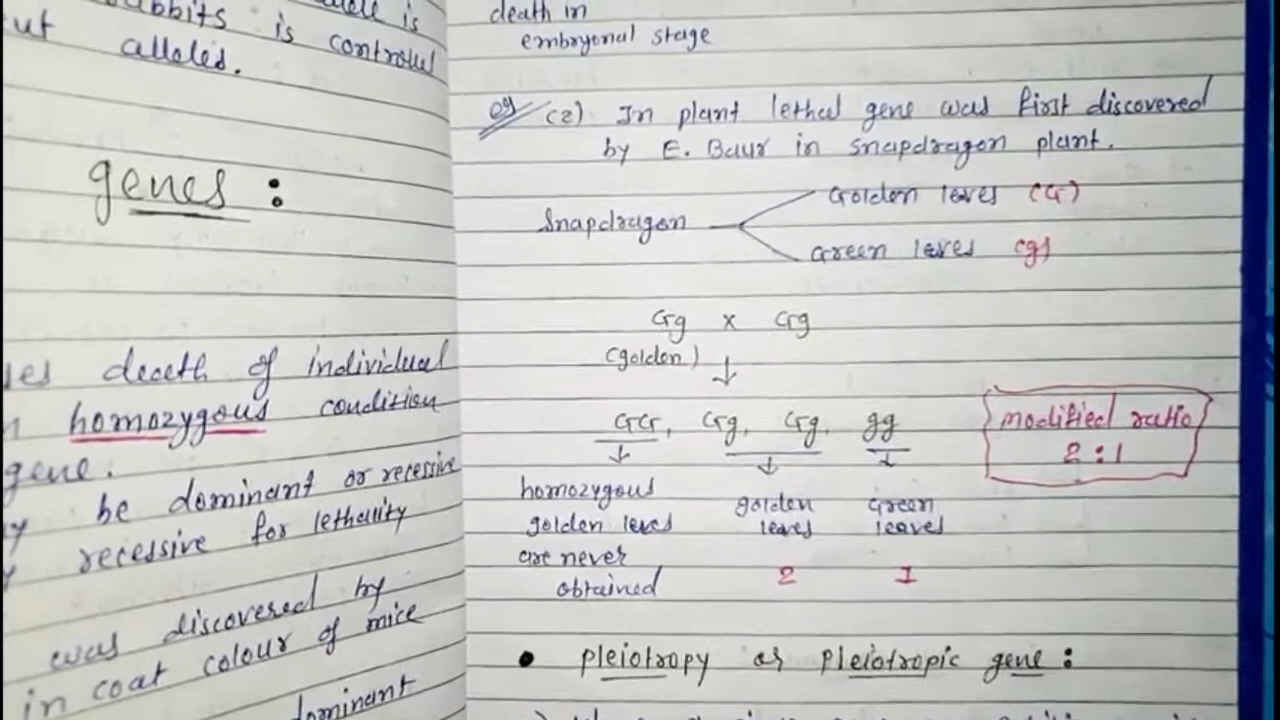 is
rabbits is controlled
ut alleles.
genes :
ses death of individual
n homozygous condition
gene.
y be dominant or recessive
y recessive for lethality
was discovered by
in coat colour of mice
dominant
death in
embryonal stage
eg (2). In plant lethal gene was first discovered
by E. Baur in snapdragon plant.
Golden leaves (G)
Snapdragon
Green leaves (g)
Gg x Gg
(golden) ↓
GG, Gg, Gg, gg
modified ratio
2 : 1
homozygous golden Green
golden leves leaves leaves
are never
obtained 2 1
• Pleiotropy or Pleiotropic gene :